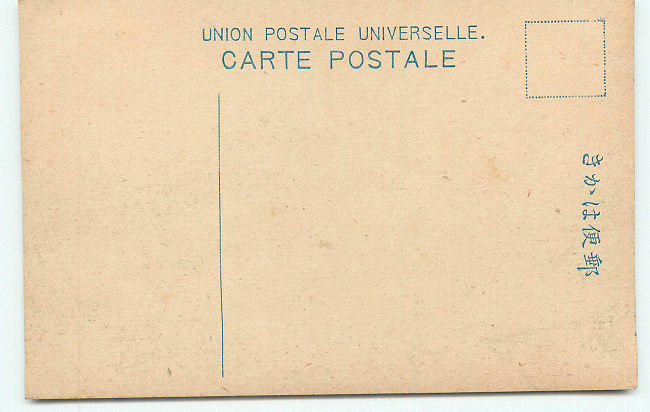 UNION POSTALE UNIVERSELLE.
CARTE POSTALE
郵便はかき